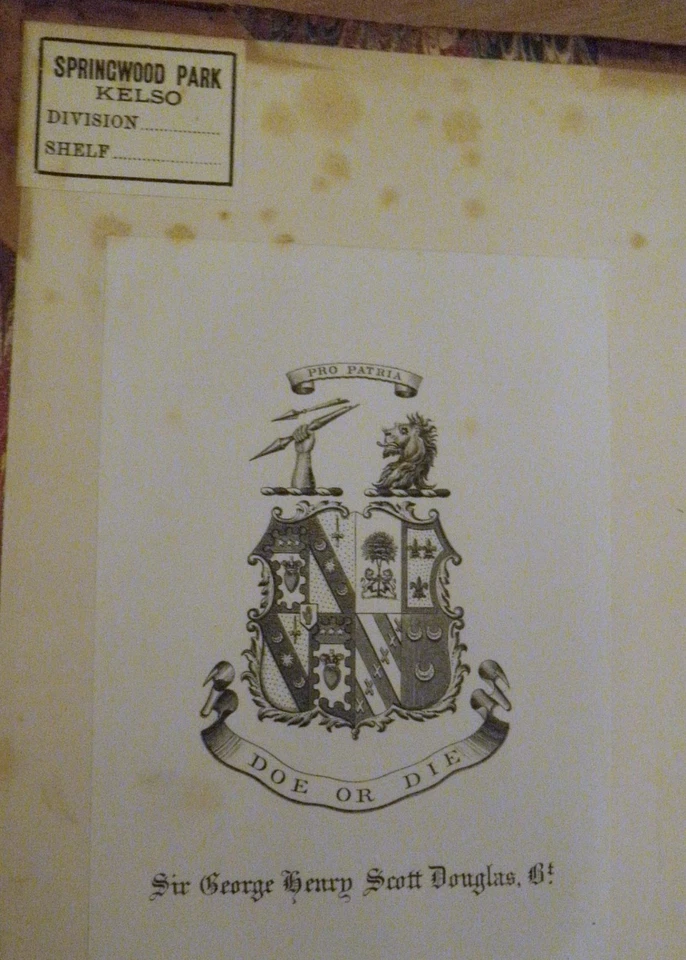 SPRINGWOOD PARK
KELSO
DIVISION
SHELF
PRO PATRIA
DOE OR DIE
Sir George Henry Scott Douglas, Bt.